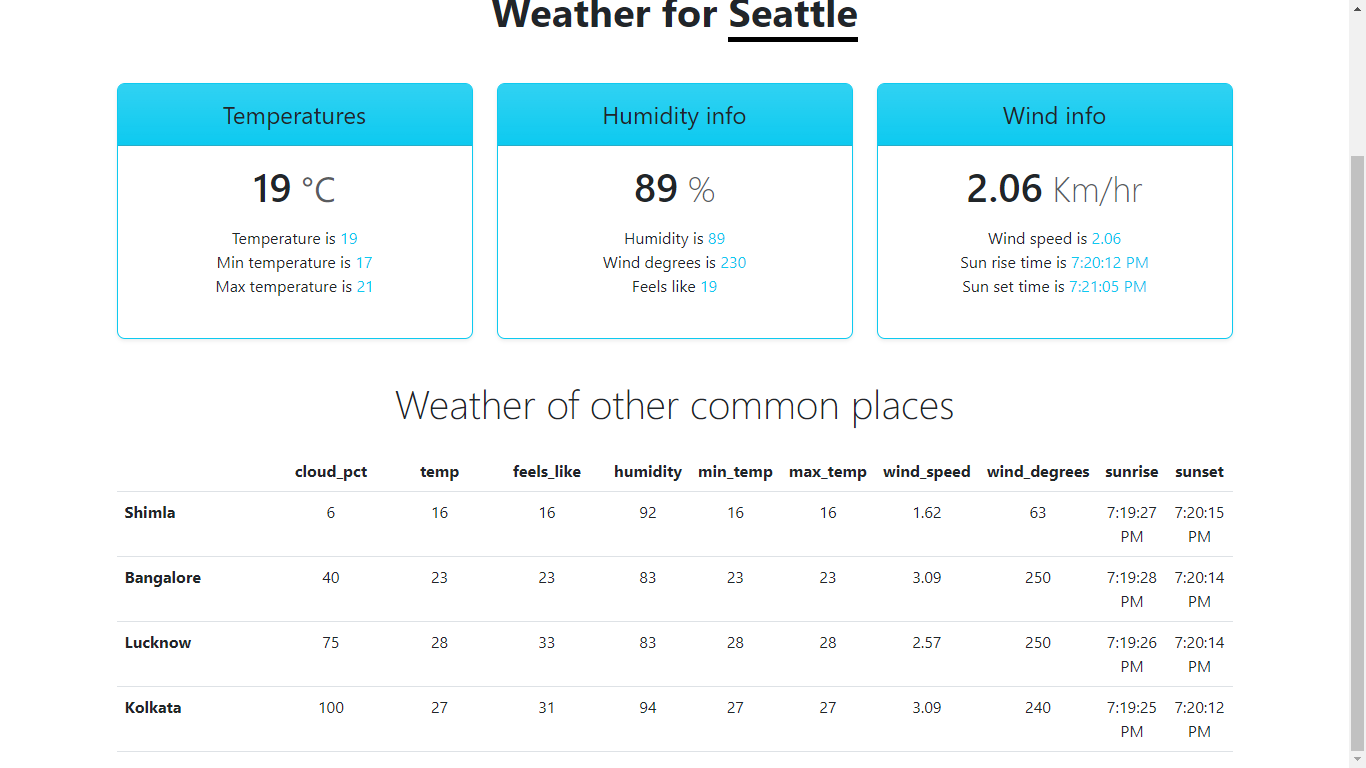 Weather for Seattle
Temperatures
19 °C
Temperature is 19
Min temperature is 17
Max temperature is 21
Humidity info
89 %
Humidity is 89
Wind degrees is 230
Feels like 19
Wind info
2.06 Km/hr
Wind speed is 2.06
Sun rise time is 7:20:12 PM
Sun set time is 7:21:05 PM
Weather of other common places
cloud_pct temp feels_like humidity min_temp max_temp wind_speed wind_degrees sunrise sunset
Shimla 6 16 16 92 16 16 1.62 63 7:19:27 PM 7:20:15 PM
Bangalore 40 23 23 83 23 23 3.09 250 7:19:28 PM 7:20:14 PM
Lucknow 75 28 33 83 28 28 2.57 250 7:19:26 PM 7:20:14 PM
Kolkata 100 27 31 94 27 27 3.09 240 7:19:25 PM 7:20:12 PM